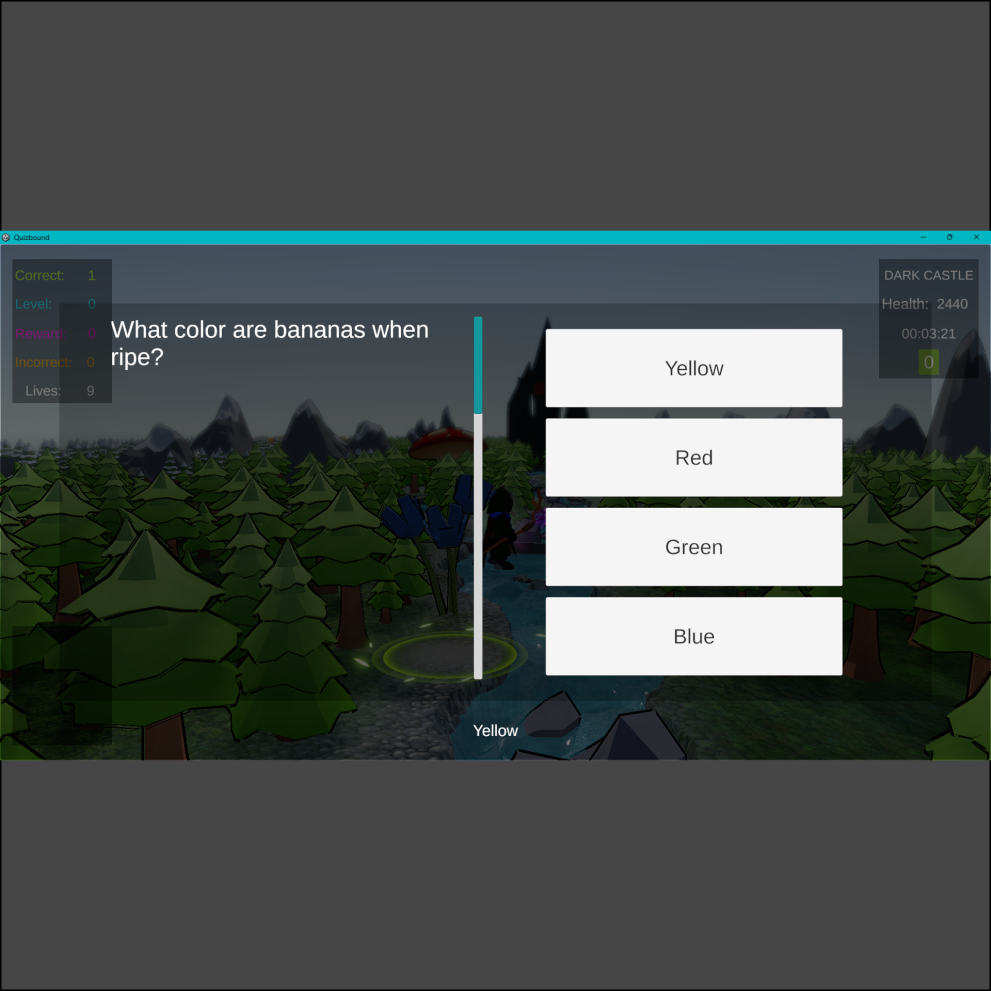 Quizbound
Correct: 1
Level: 0
Reward: 0
Incorrect: 0
Lives: 9
DARK CASTLE
Health: 2440
00:03:21
0
What color are bananas when
ripe?
Yellow
Red
Green
Blue
Yellow